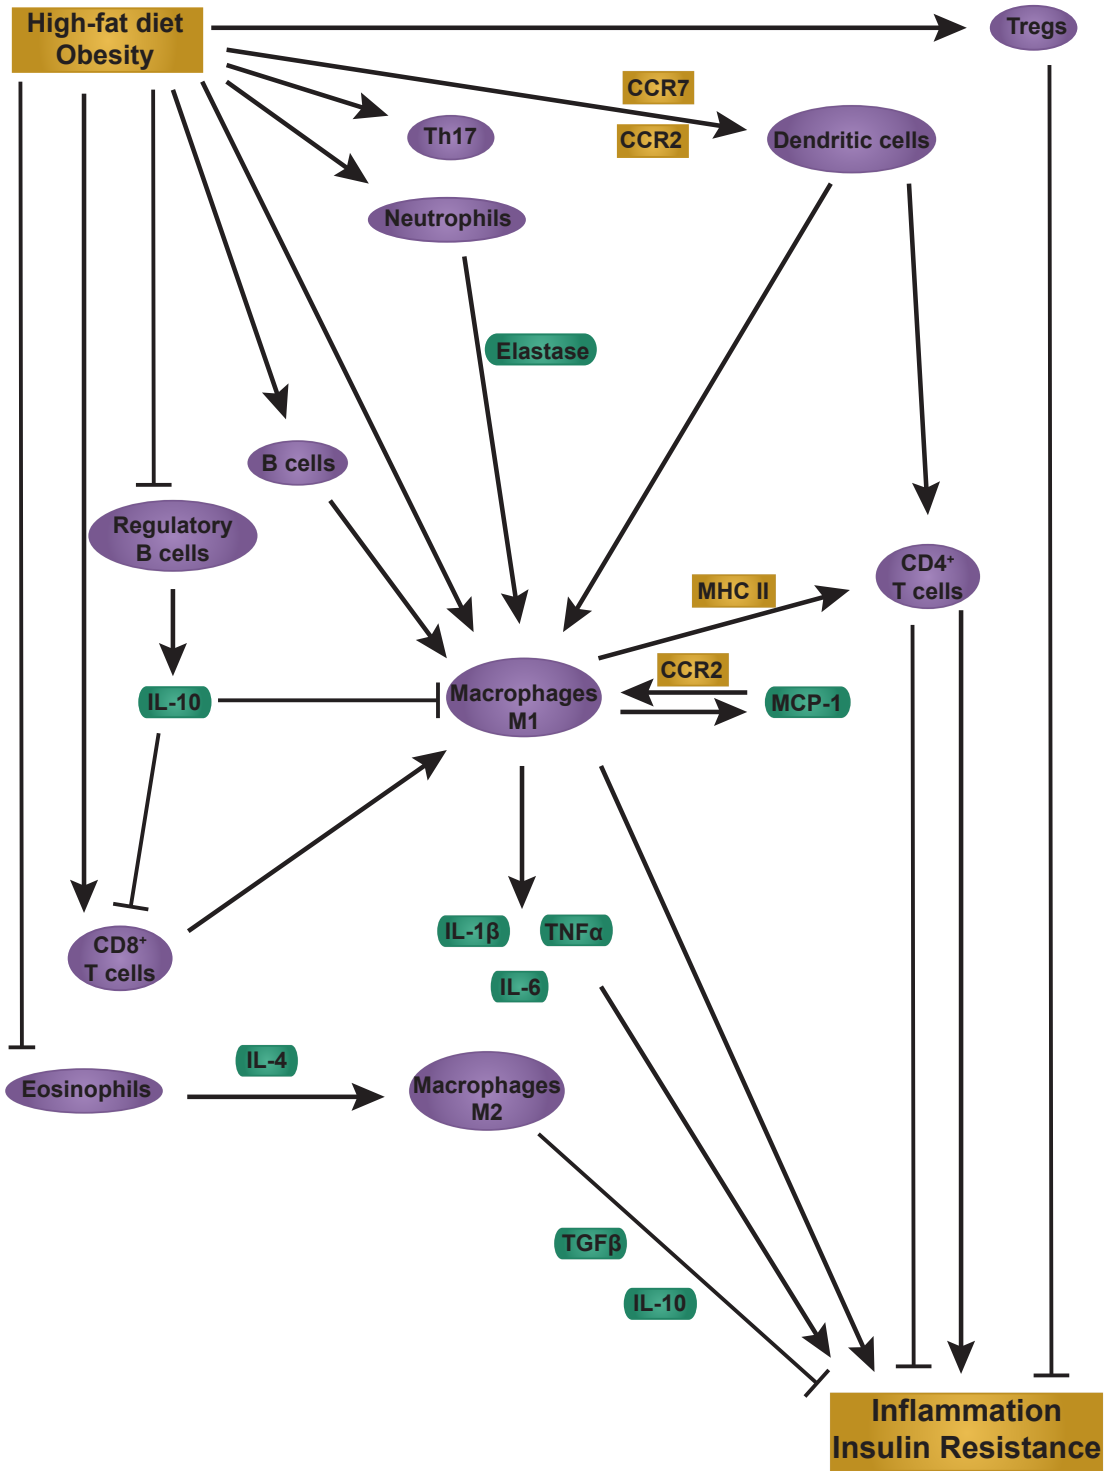 High-fat diet
Obesity
Tregs
CCR7
CCR2
Th17
Dendritic cells
Neutrophils
Elastase
B cells
Regulatory
B cells
CD4⁺
T cells
MHC II
CCR2
IL-10
Macrophages
M1
MCP-1
IL-1β
TNFα
CD8⁺
T cells
IL-6
IL-4
Eosinophils
Macrophages
M2
TGFβ
IL-10
Inflammation
Insulin Resistance